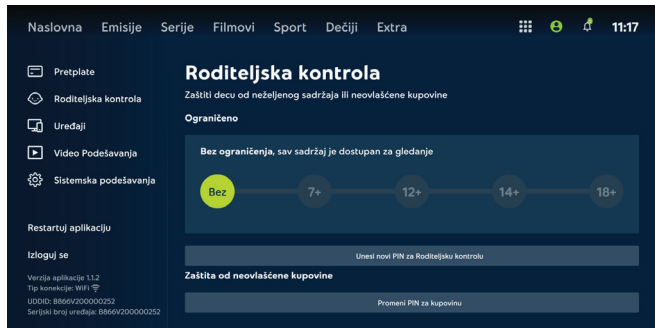 Naslovna Emisije Serije Filmovi Sport Dečiji Extra 11:17
Pretplate
Roditeljska kontrola
Uređaji
Video Podešavanja
Sistemska podešavanja
Restartuj aplikaciju
Izloguj se
Verzija aplikacije 1.1.2
Tip konekcije: WiFi
UDDID: B866V200000252
Serijski broj uređaja: B866V200000252
Roditeljska kontrola
Zaštiti decu od neželjenog sadržaja ili neovlašćene kupovine
Ograničeno
Bez ograničenja, sav sadržaj je dostupan za gledanje
Bez 7+ 12+ 14+ 18+
Unesi novi PIN za Roditeljsku kontrolu
Zaštita od neovlašćene kupovine
Promeni PIN za kupovinu